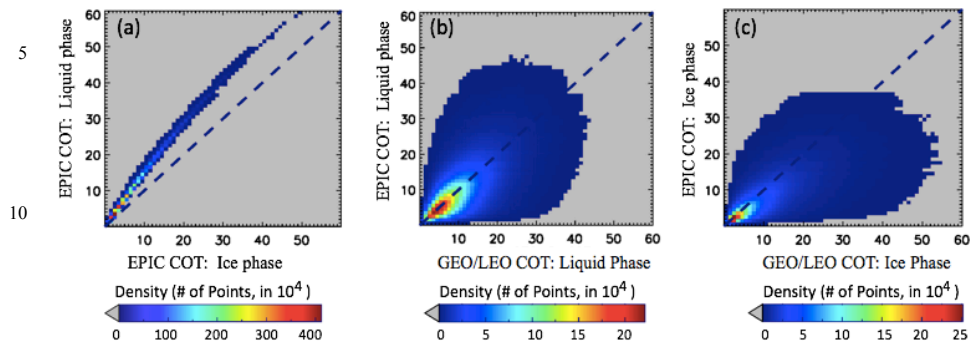 5
10
(a)
EPIC COT: Liquid phase
60
50
40
30
20
10
10 20 30 40 50
EPIC COT: Ice phase
Density (# of Points, in 10⁴ )
0 100 200 300 400
(b)
EPIC COT: Liquid phase
60
50
40
30
20
10
10 20 30 40 50 60
GEO/LEO COT: Liquid Phase
Density (# of Points, in 10⁴ )
0 5 10 15 20
(c)
EPIC COT: Ice phase
60
50
40
30
20
10
10 20 30 40 50 60
GEO/LEO COT: Ice Phase
Density (# of Points, in 10⁴ )
0 5 10 15 20 25